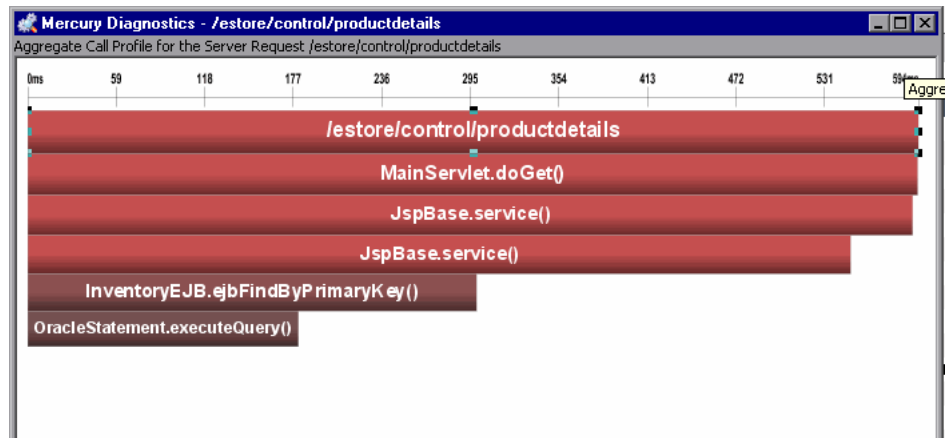 Mercury Diagnostics - /estore/control/productdetails
Aggregate Call Profile for the Server Request /estore/control/productdetails
0ms 59 118 177 236 295 354 413 472 531
Aggre
/estore/control/productdetails
MainServlet.doGet()
JspBase.service()
JspBase.service()
InventoryEJB.ejbFindByPrimaryKey()
OracleStatement.executeQuery()